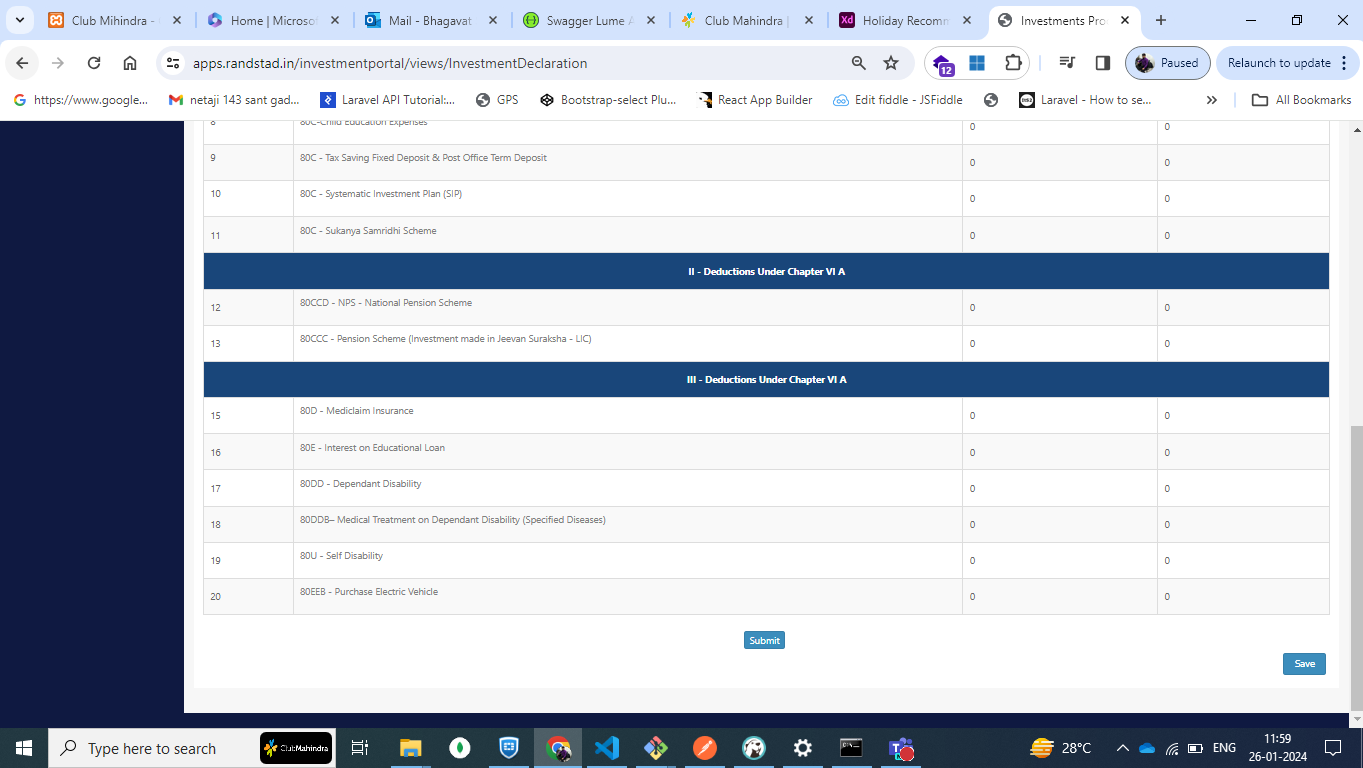 Club Mihindra -
Home | Microsof
Mail - Bhagavat
Swagger Lume A
Club Mahindra |
Xd Holiday Recomm
Investments Pro
apps.randstad.in/investmentportal/views/InvestmentDeclaration
12
Paused
Relaunch to update
https://www.google...
netaji 143 sant gad...
Laravel API Tutorial:...
GPS
Bootstrap-select Plu...
React App Builder
Edit fiddle - JSFiddle
Laravel - How to se...
All Bookmarks
8 80C-Child Education Expenses 0 0
9 80C - Tax Saving Fixed Deposit & Post Office Term Deposit 0 0
10 80C - Systematic Investment Plan (SIP) 0 0
11 80C - Sukanya Samridhi Scheme 0 0
II - Deductions Under Chapter VI A
12 80CCD - NPS - National Pension Scheme 0 0
13 80CCC - Pension Scheme (Investment made in Jeevan Suraksha - LIC) 0 0
III - Deductions Under Chapter VI A
15 80D - Mediclaim Insurance 0 0
16 80E - Interest on Educational Loan 0 0
17 80DD - Dependant Disability 0 0
18 80DDB– Medical Treatment on Dependant Disability (Specified Diseases) 0 0
19 80U - Self Disability 0 0
20 80EEB - Purchase Electric Vehicle 0 0
Submit
Save
Type here to search
Club Mahindra
28°C
ENG
11:59
26-01-2024